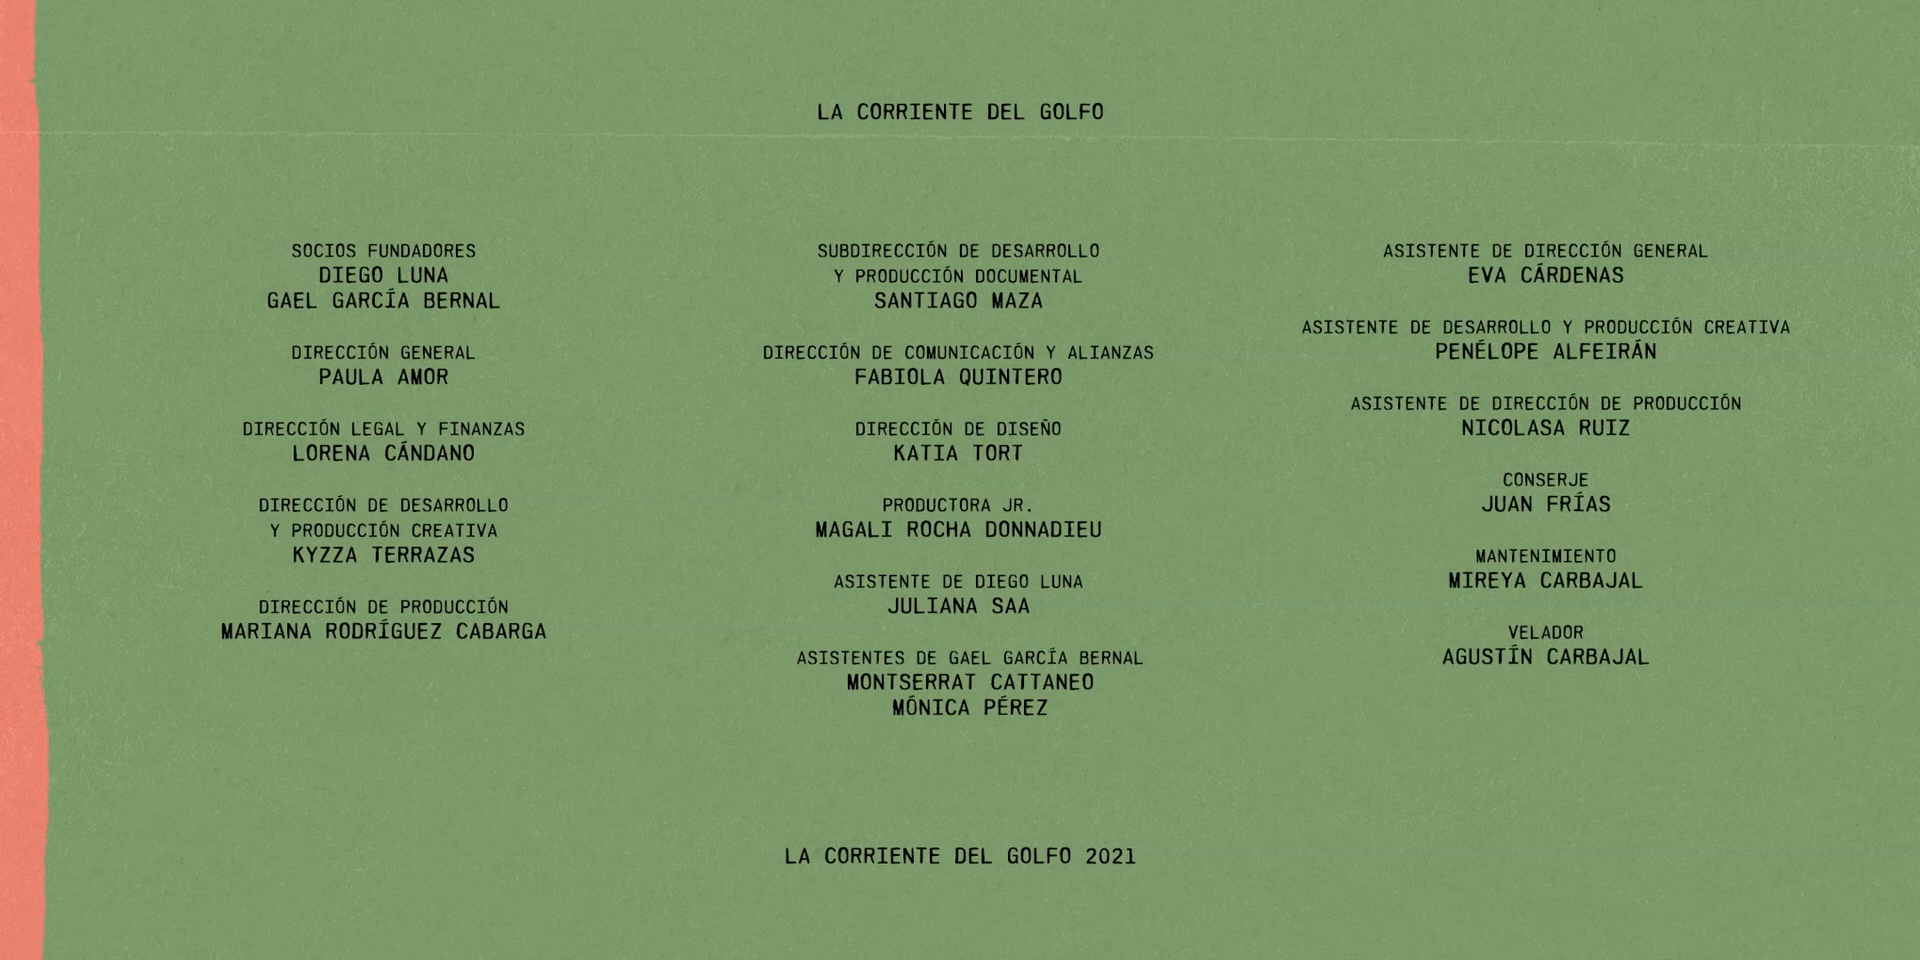 LA CORRIENTE DEL GOLFO
SOCIOS FUNDADORES
DIEGO LUNA
GAEL GARCÍA BERNAL
DIRECCIÓN GENERAL
PAULA AMOR
DIRECCIÓN LEGAL Y FINANZAS
LORENA CÁNDANO
DIRECCIÓN DE DESARROLLO
Y PRODUCCIÓN CREATIVA
KYZZA TERRAZAS
DIRECCIÓN DE PRODUCCIÓN
MARIANA RODRÍGUEZ CABARGA
SUBDIRECCIÓN DE DESARROLLO
Y PRODUCCIÓN DOCUMENTAL
SANTIAGO MAZA
DIRECCIÓN DE COMUNICACIÓN Y ALIANZAS
FABIOLA QUINTERO
DIRECCIÓN DE DISEÑO
KATIA TORT
PRODUCTORA JR.
MAGALI ROCHA DONNADIEU
ASISTENTE DE DIEGO LUNA
JULIANA SAA
ASISTENTES DE GAEL GARCÍA BERNAL
MONTSERRAT CATTANEO
MÓNICA PÉREZ
ASISTENTE DE DIRECCIÓN GENERAL
EVA CÁRDENAS
ASISTENTE DE DESARROLLO Y PRODUCCIÓN CREATIVA
PENÉLOPE ALFEIRÁN
ASISTENTE DE DIRECCIÓN DE PRODUCCIÓN
NICOLASA RUIZ
CONSERJE
JUAN FRÍAS
MANTENIMIENTO
MIREYA CARBAJAL
VELADOR
AGUSTÍN CARBAJAL
LA CORRIENTE DEL GOLFO 2021